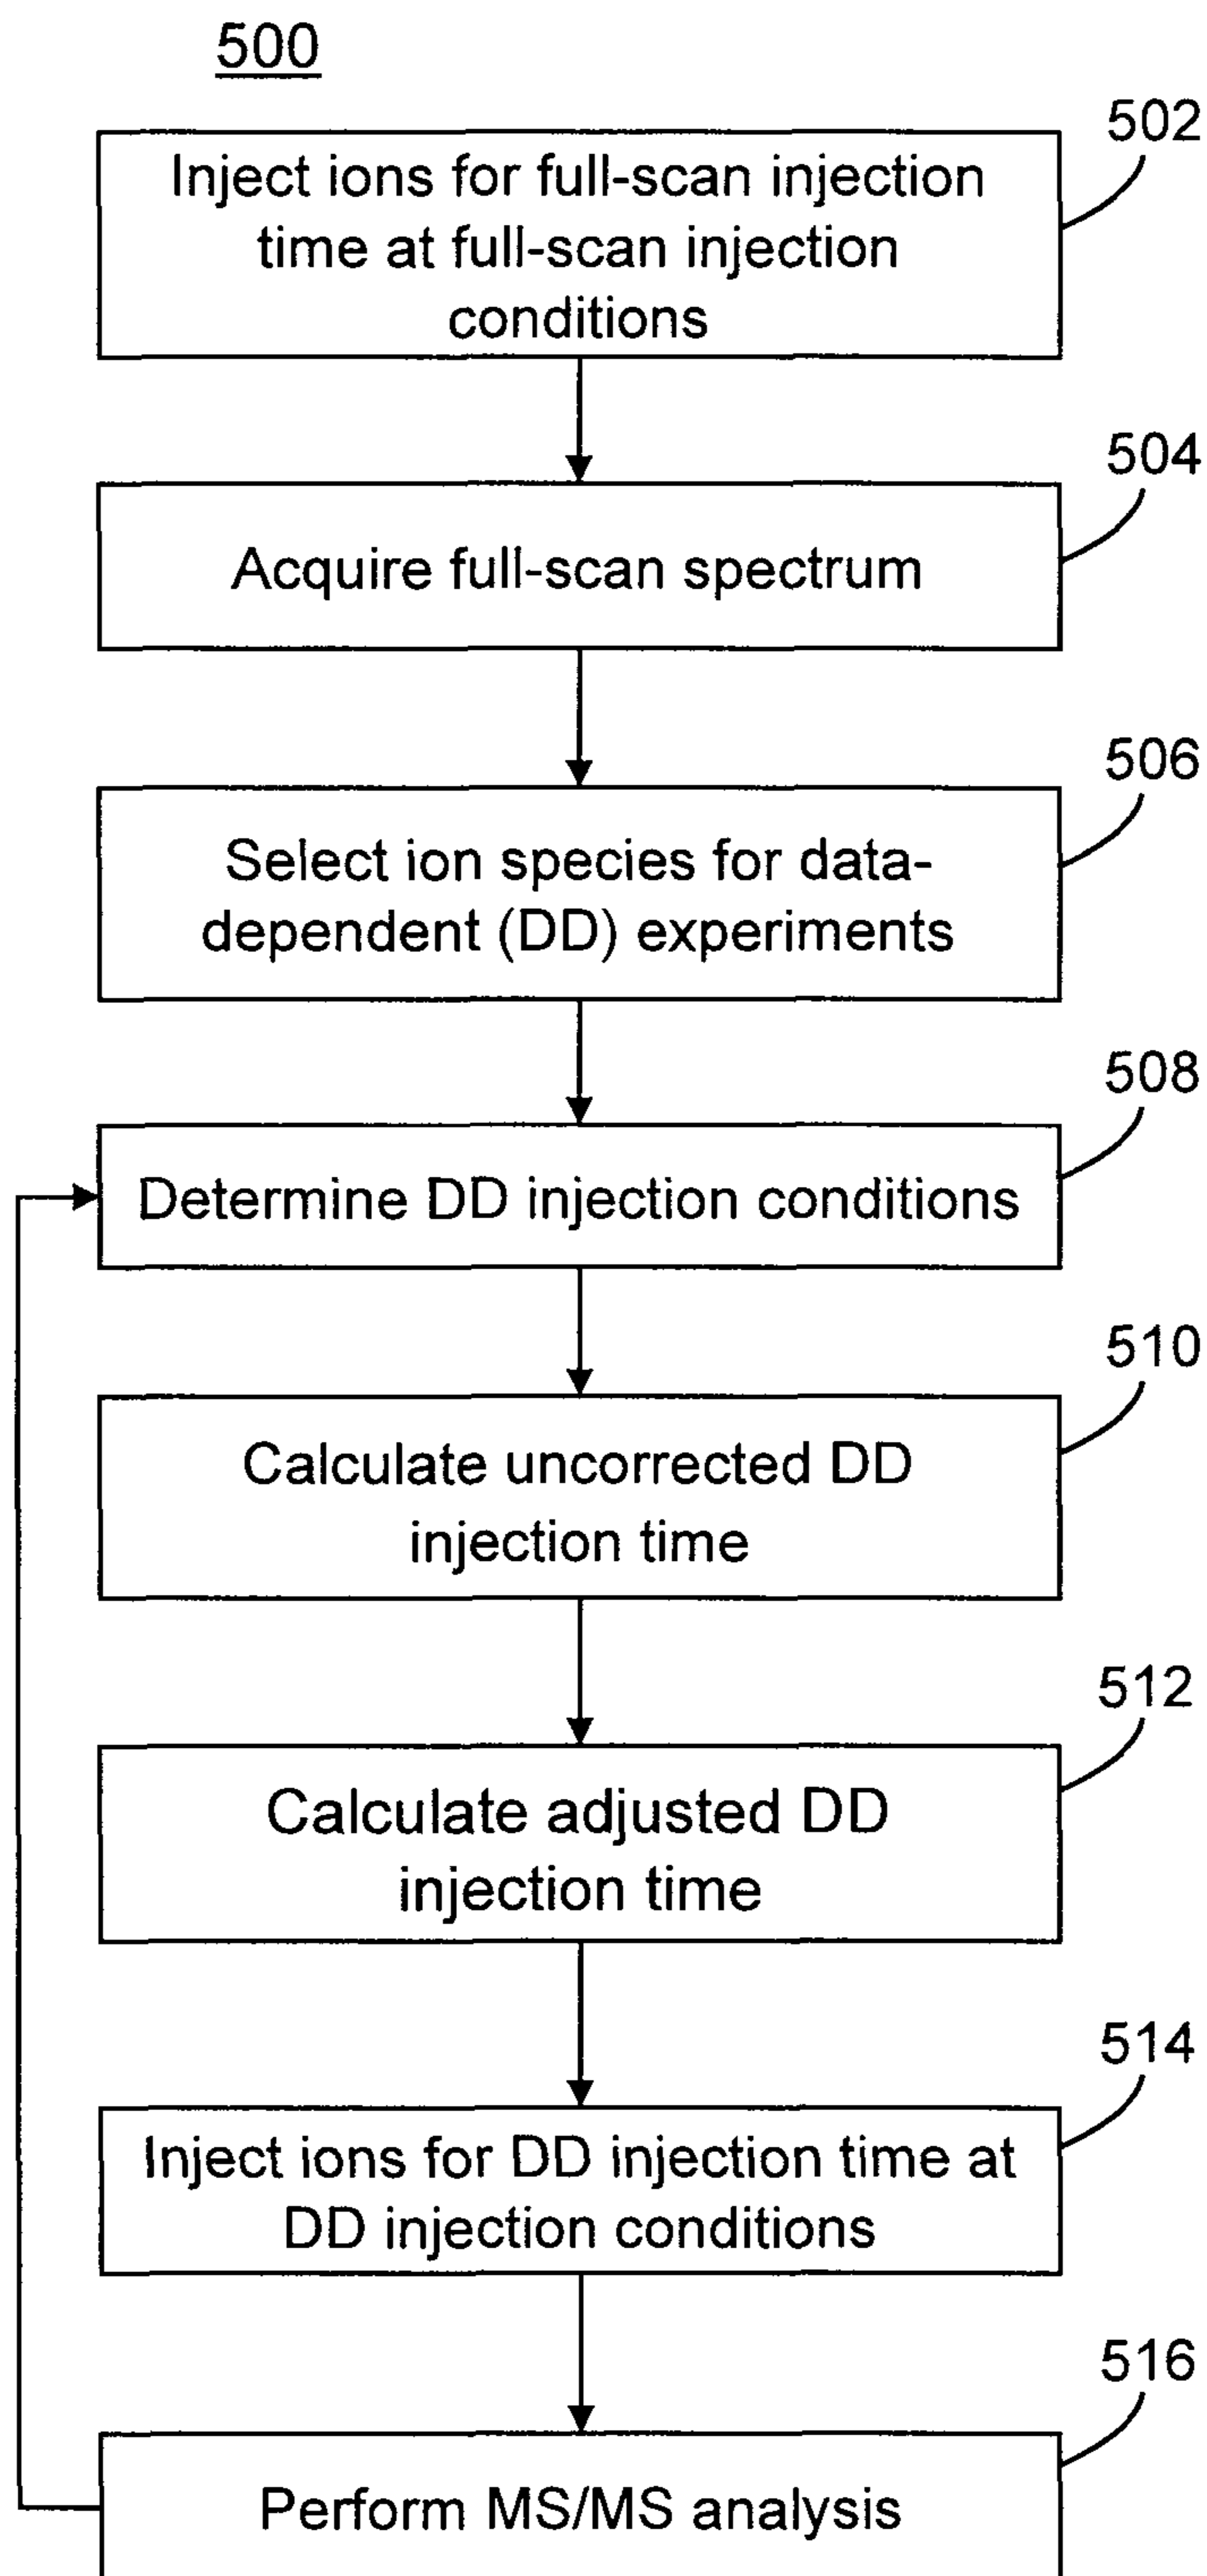 500
502
Inject ions for full-scan injection
time at full-scan injection
conditions
504
Acquire full-scan spectrum
506
Select ion species for data-
dependent (DD) experiments
508
Determine DD injection conditions
510
Calculate uncorrected DD
injection time
512
Calculate adjusted DD
injection time
514
Inject ions for DD injection time at
DD injection conditions
516
Perform MS/MS analysis